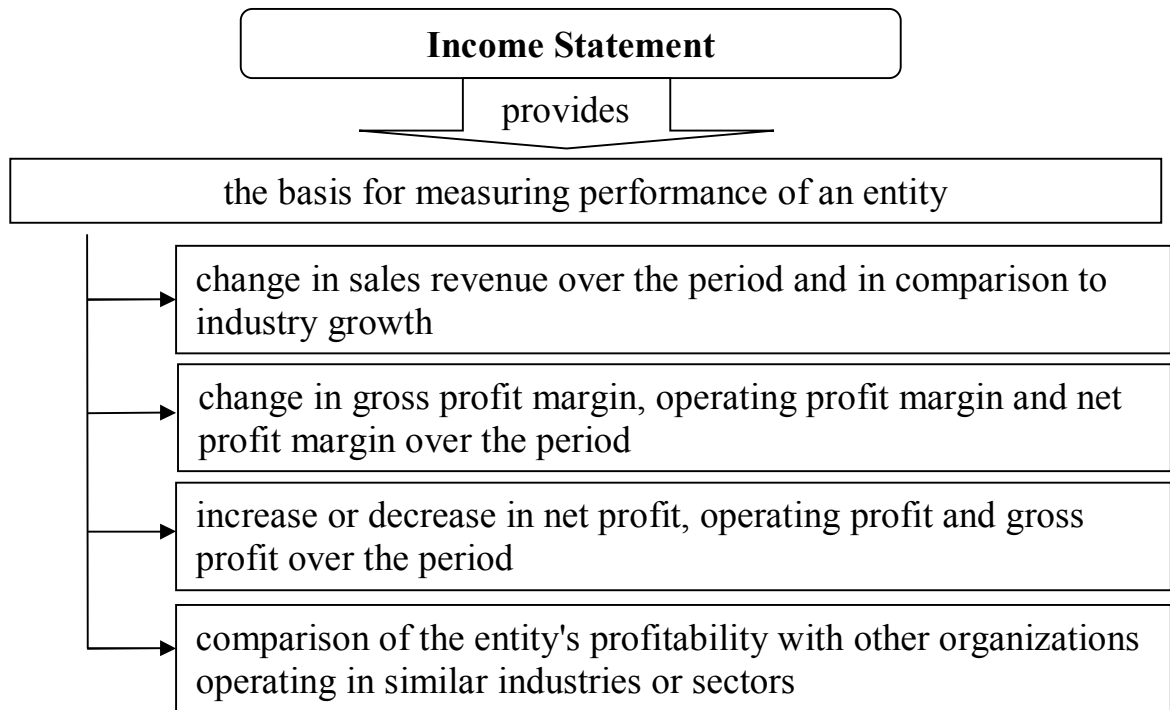 Income Statement
provides
the basis for measuring performance of an entity
change in sales revenue over the period and in comparison to
industry growth
change in gross profit margin, operating profit margin and net
profit margin over the period
increase or decrease in net profit, operating profit and gross
profit over the period
comparison of the entity's profitability with other organizations
operating in similar industries or sectors